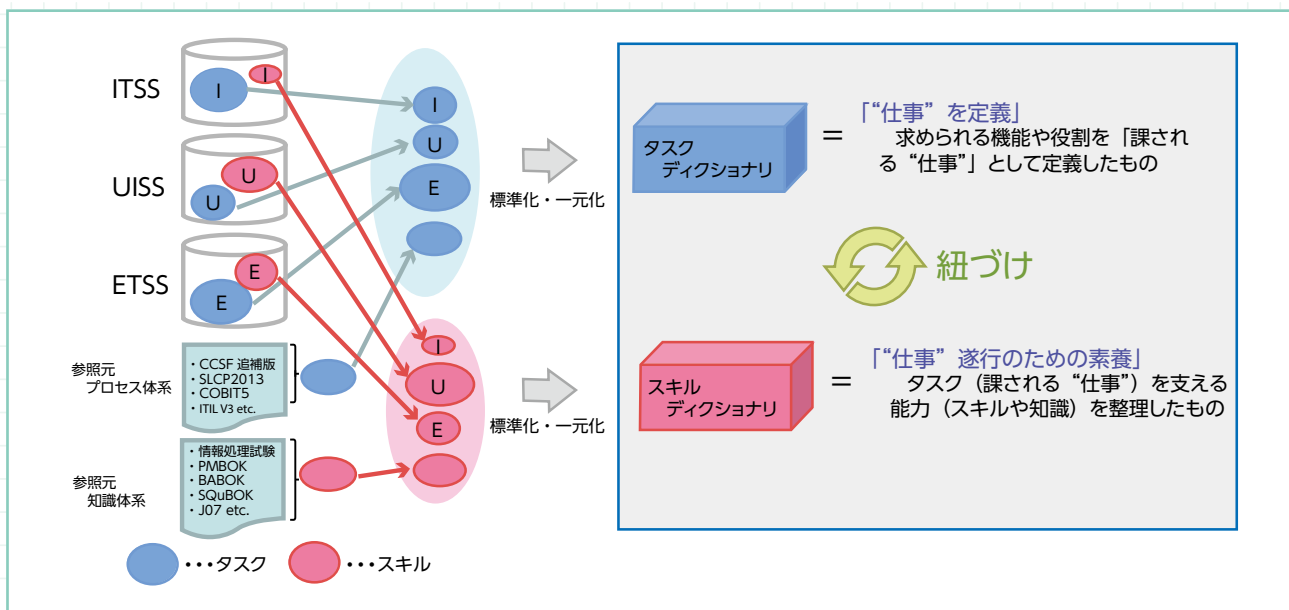 ITSS
I
I
UISS
U
U
ETSS
E
E
参照元
プロセス体系
・CCSF 追補版
・SLCP2013
・COBIT5
・ITIL V3 etc.
参照元
知識体系
・情報処理試験
・PMBOK
・BABOK
・SQuBOK
・J07 etc.
・・・タスク
・・・スキル
I
U
E
I
U
E
標準化・一元化
標準化・一元化
タスク
ディクショナリ
=
「“仕事” を定義」
求められる機能や役割を「課され
る “仕事”」として定義したもの
紐づけ
スキル
ディクショナリ
=
「“仕事” 遂行のための素養」
タスク（課される “仕事”）を支える
能力（スキルや知識）を整理したもの